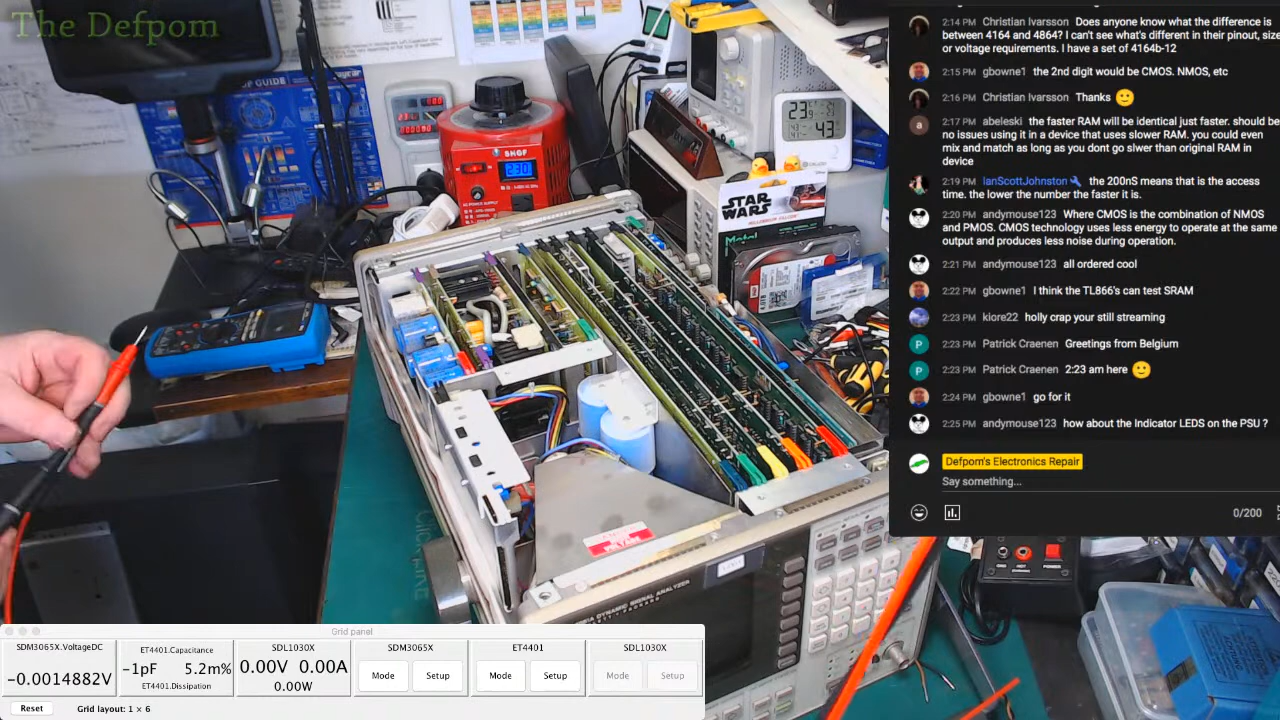 The Defpom
2:14 PM Christian Ivarsson Does anyone know what the difference is
between 4164 and 4864? I can't see what's different in their pinout, size
or voltage requirements. I have a set of 4164b-12
2:15 PM gbowne1 the 2nd digit would be CMOS. NMOS, etc
2:16 PM Christian Ivarsson Thanks 🙂
2:17 PM abeleski the faster RAM will be identical just faster. should be
no issues using it in a device that uses slower RAM. you could even
mix and match as long as you dont go slwer than original RAM in
device
2:19 PM IanScottJohnston the 200nS means that is the access
time. the lower the number the faster it is.
2:20 PM andymouse123 Where CMOS is the combination of NMOS
and PMOS. CMOS technology uses less energy to operate at the same
output and produces less noise during operation.
2:21 PM andymouse123 all ordered cool
2:22 PM gbowne1 I think the TL866's can test SRAM
2:23 PM kiore22 holly crap your still streaming
2:23 PM Patrick Craenen Greetings from Belgium
2:23 PM Patrick Craenen 2:23 am here 🙂
2:24 PM gbowne1 go for it
2:25 PM andymouse123 how about the Indicator LEDS on the PSU ?
Defpom's Electronics Repair
Say something...
0/200
a
P
P
GUIDE
230
STAR
WARS
MILLENNIUM FALCON
Metal
DYNAMIC SIGNAL ANALYZER
POWER
Grid panel
SDM3065X.VoltageDC
-0.0014882V
ET4401.Capacitance
-1pF 5.2m%
ET4401.Dissipation
SDL1030X
0.00V 0.00A
0.00W
SDM3065X
Mode Setup
ET4401
Mode Setup
SDL1030X
Mode Setup
Reset Grid layout: 1 × 6